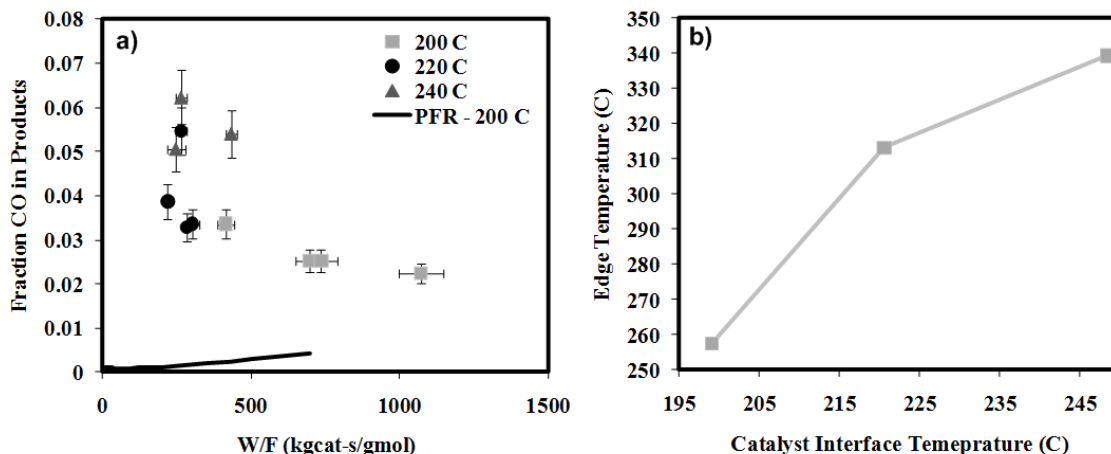 a)
0.08
0.07
0.06
0.05
0.04
0.03
0.02
0.01
0
Fraction CO in Products
200 C
220 C
240 C
PFR - 200 C
0 500 1000 1500
W/F (kgcat-s/gmol)
b)
350
340
330
320
310
300
290
280
270
260
250
Edge Temperature (C)
195 205 215 225 235 245
Catalyst Interface Temeprature (C)